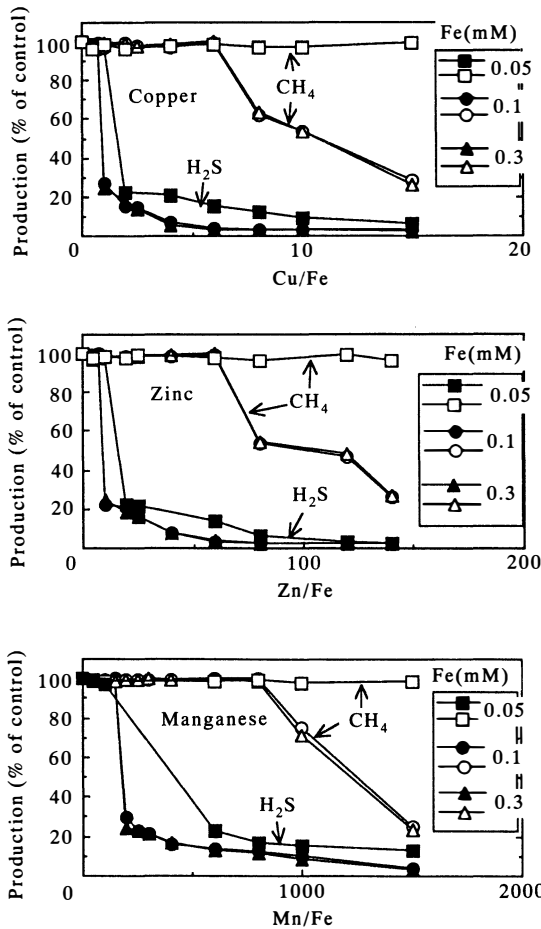 Production (% of control)
100
80
60
40
20
0
Copper
CH4
H2S
10
20
Cu/Fe
Fe(mM)
0.05
0.1
0.3
Production (% of control)
100
80
60
40
20
0
Zinc
CH4
H2S
100
200
Zn/Fe
Fe(mM)
0.05
0.1
0.3
Production (% of control)
100
80
60
40
20
0
Manganese
CH4
H2S
1000
2000
Mn/Fe
Fe(mM)
0.05
0.1
0.3